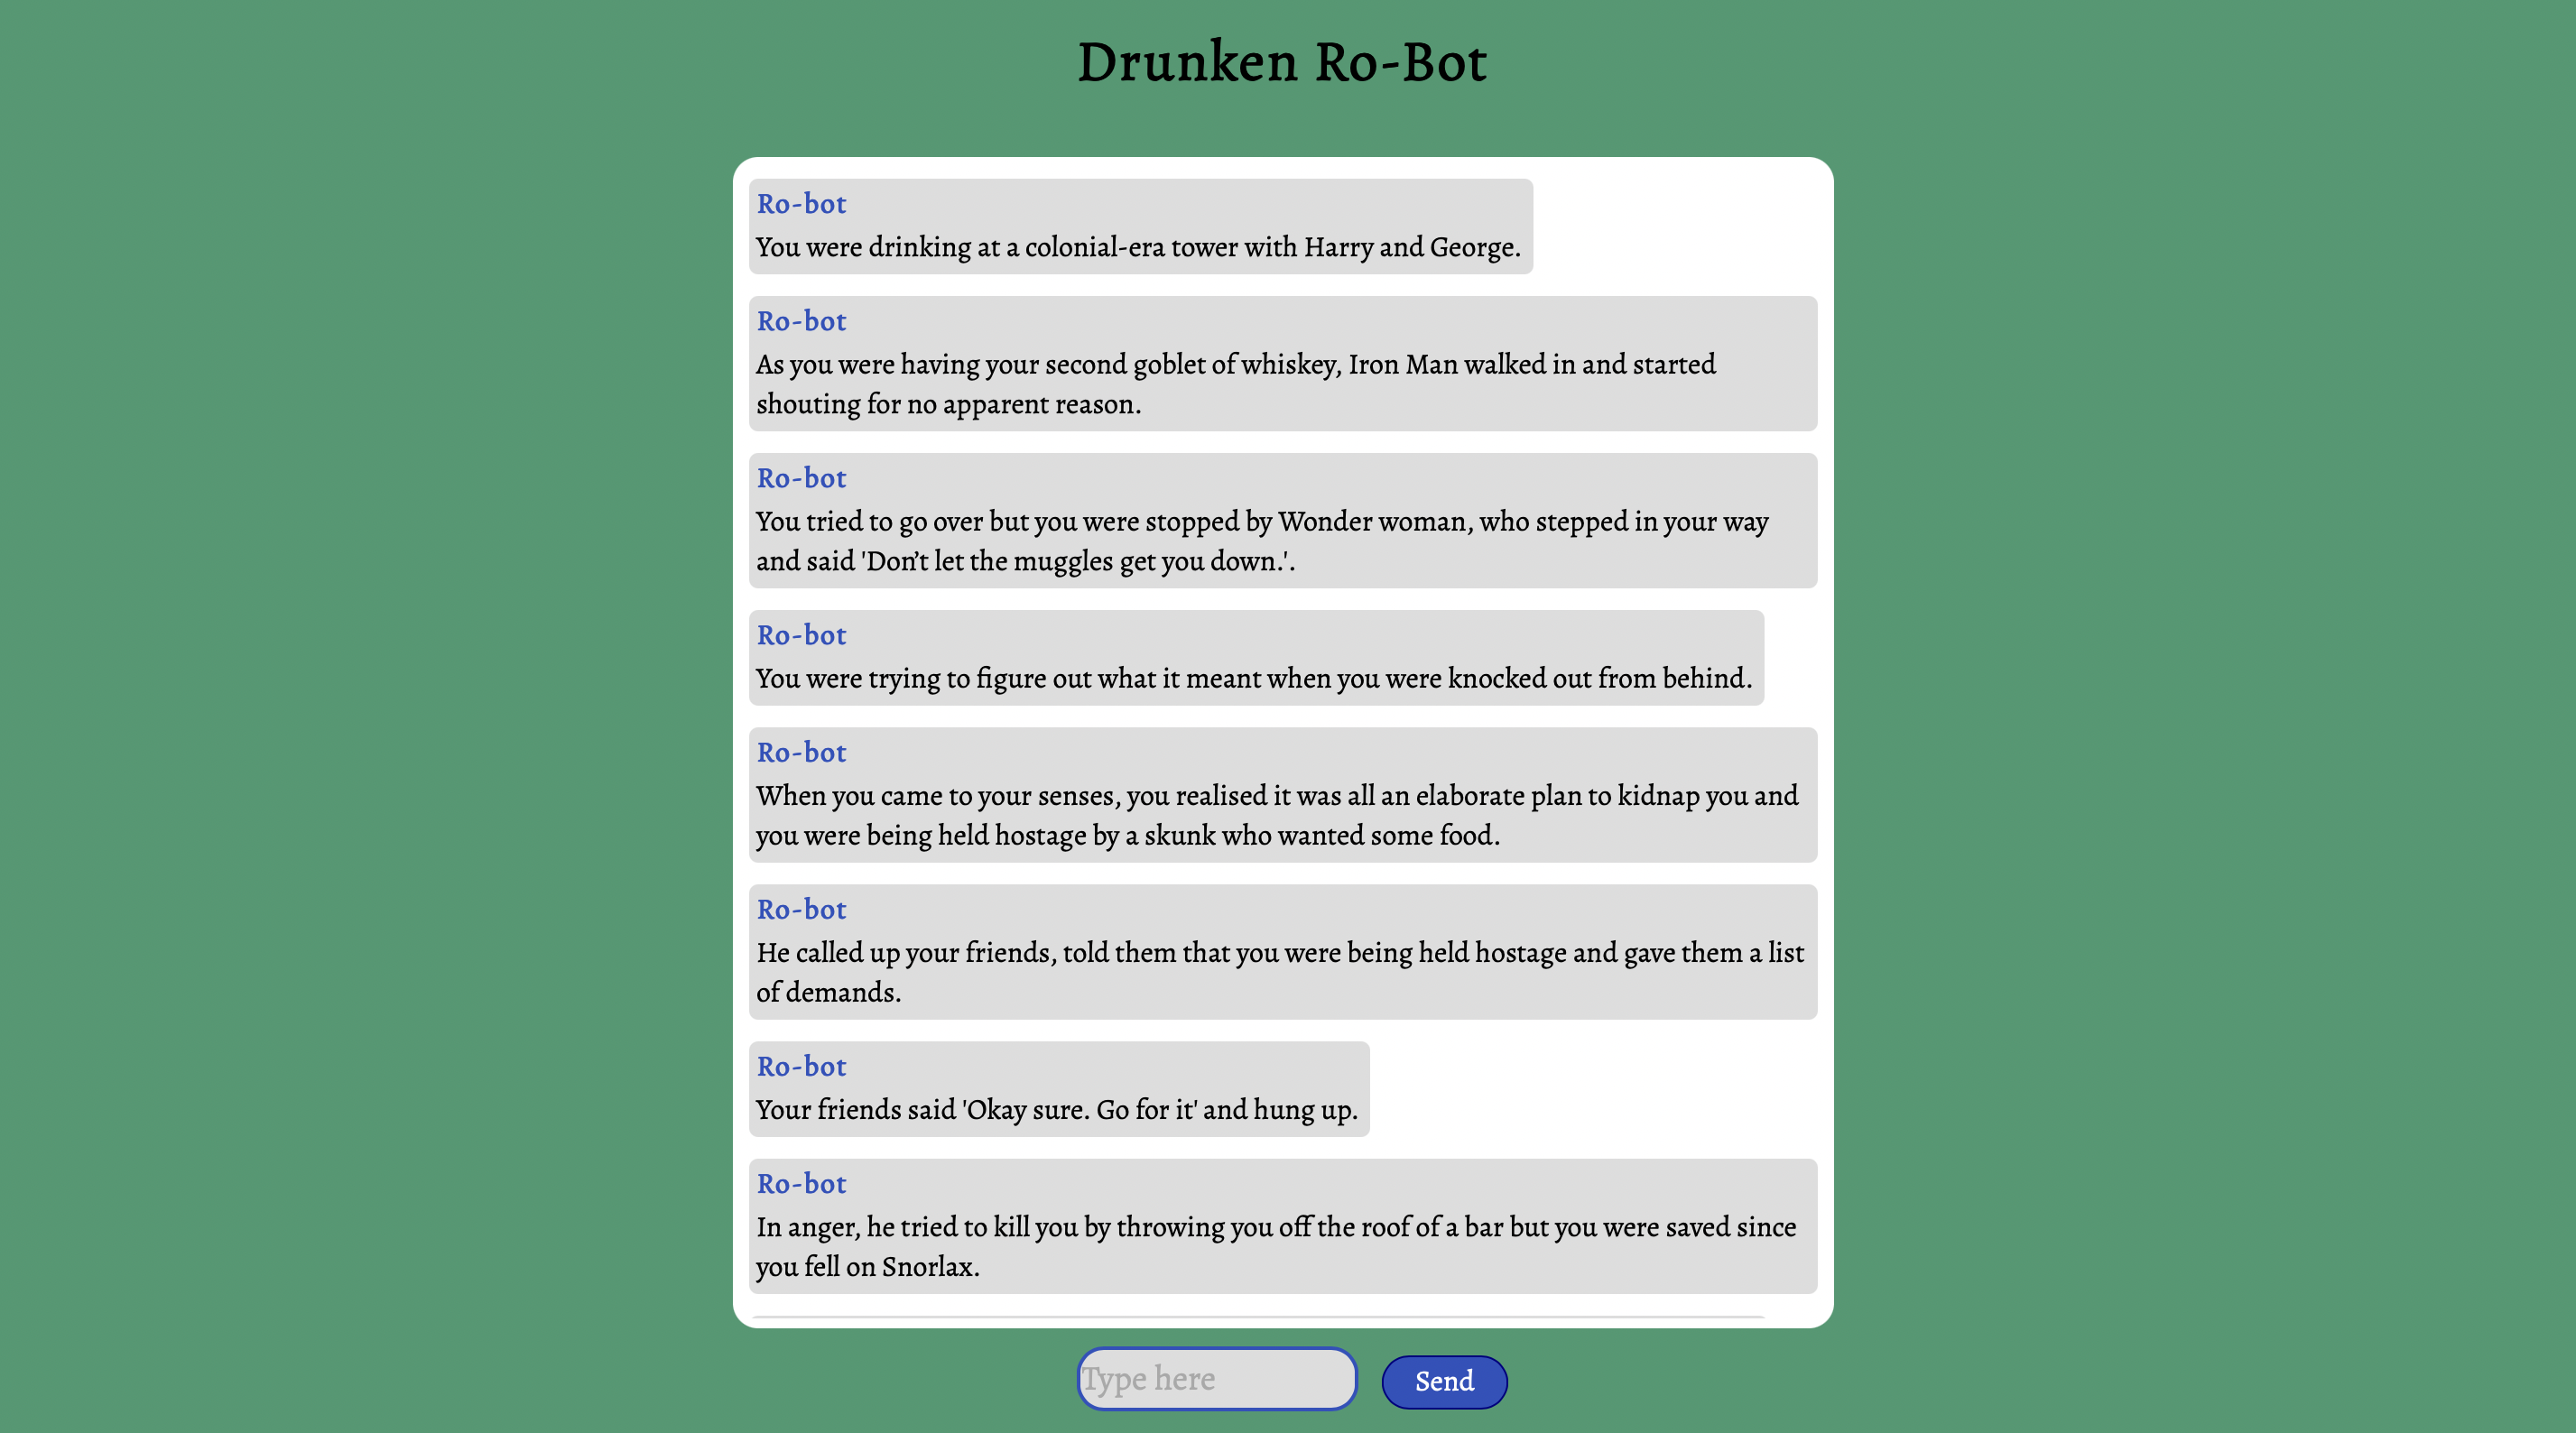 Drunken Ro-Bot
Ro-bot
You were drinking at a colonial-era tower with Harry and George.
Ro-bot
As you were having your second goblet of whiskey, Iron Man walked in and started
shouting for no apparent reason.
Ro-bot
You tried to go over but you were stopped by Wonder woman, who stepped in your way
and said 'Don’t let the muggles get you down.'.
Ro-bot
You were trying to figure out what it meant when you were knocked out from behind.
Ro-bot
When you came to your senses, you realised it was all an elaborate plan to kidnap you and
you were being held hostage by a skunk who wanted some food.
Ro-bot
He called up your friends, told them that you were being held hostage and gave them a list
of demands.
Ro-bot
Your friends said 'Okay sure. Go for it' and hung up.
Ro-bot
In anger, he tried to kill you by throwing you off the roof of a bar but you were saved since
you fell on Snorlax.
Type here
Send